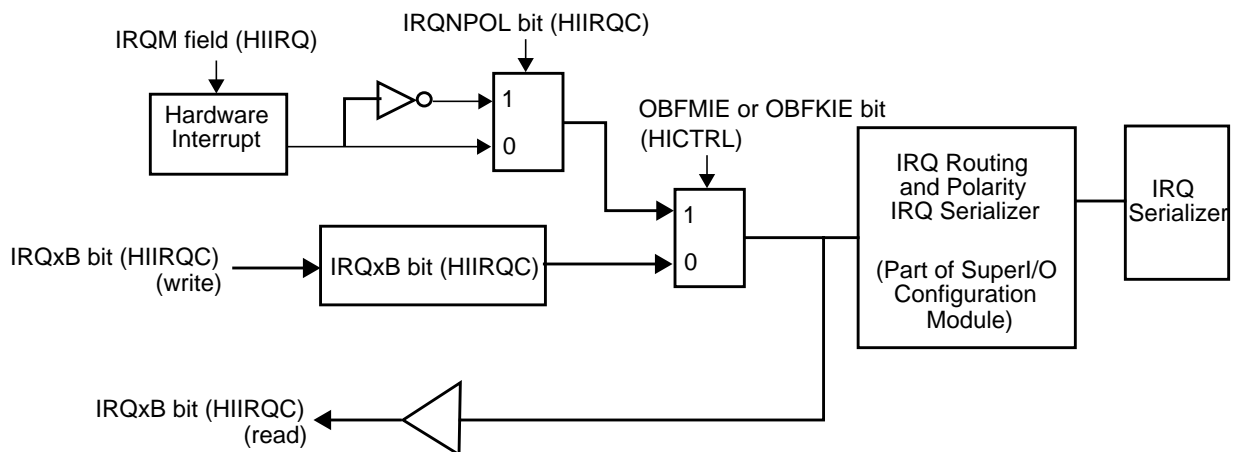 IRQNPOL bit (HIIRQC)
IRQM field (HIIRQ)
Hardware
Interrupt
1
0
OBFMIE or OBFKIE bit
(HICTRL)
1
0
IRQ Routing
and Polarity
IRQ Serializer
(Part of SuperI/O
Configuration
Module)
IRQ
Serializer
IRQxB bit (HIIRQC)
(write)
IRQxB bit (HIIRQC)
IRQxB bit (HIIRQC)
(read)